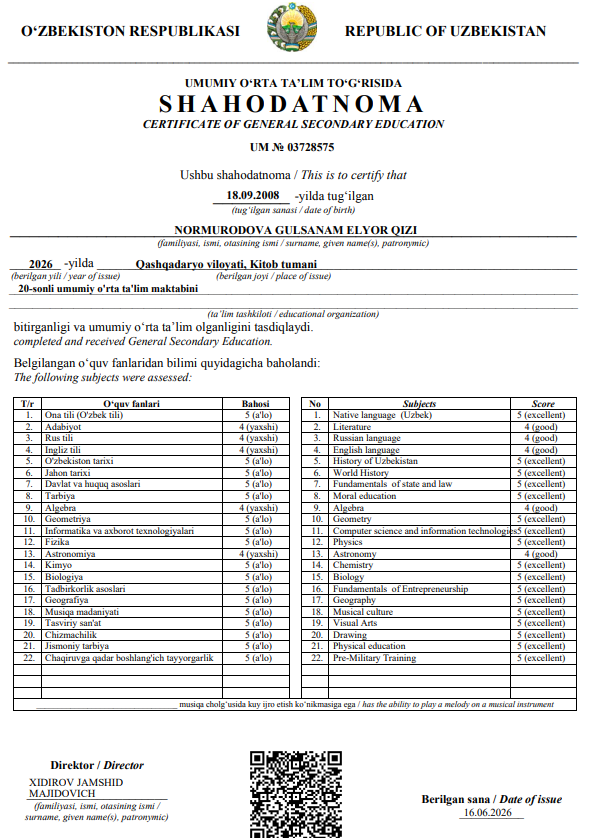 O‘ZBEKISTON RESPUBLIKASI REPUBLIC OF UZBEKISTAN
UMUMIY O‘RTA TA’LIM TO‘G‘RISIDA
SHAHODATNOMA
CERTIFICATE OF GENERAL SECONDARY EDUCATION
UM № 03728575
Ushbu shahodatnoma / This is to certify that
18.09.2008 -yilda tug‘ilgan
(tug‘ilgan sanasi / date of birth)
NORMURODOVA GULSANAM ELYOR QIZI
(familiyasi, ismi, otasining ismi / surname, given name(s), patronymic)
2026 -yilda Qashqadaryo viloyati, Kitob tumani
(berilgan yili / year of issue) (berilgan joyi / place of issue)
20-sonli umumiy o'rta ta'lim maktabini
(ta’lim tashkiloti / educational organization)
bitirganligi va umumiy o‘rta ta’lim olganligini tasdiqlaydi.
completed and received General Secondary Education.
Belgilangan o‘quv fanlaridan bilimi quyidagicha baholandi:
The following subjects were assessed:
T/r O‘quv fanlari Bahosi No Subjects Score
1. Ona tili (O'zbek tili) 5 (a'lo) 1. Native language (Uzbek) 5 (excellent)
2. Adabiyot 4 (yaxshi) 2. Literature 4 (good)
3. Rus tili 4 (yaxshi) 3. Russian language 4 (good)
4. Ingliz tili 4 (yaxshi) 4. English language 4 (good)
5. O'zbekiston tarixi 5 (a'lo) 5. History of Uzbekistan 5 (excellent)
6. Jahon tarixi 5 (a'lo) 6. World History 5 (excellent)
7. Davlat va huquq asoslari 5 (a'lo) 7. Fundamentals of state and law 5 (excellent)
8. Tarbiya 5 (a'lo) 8. Moral education 5 (excellent)
9. Algebra 4 (yaxshi) 9. Algebra 4 (good)
10. Geometriya 5 (a'lo) 10. Geometry 5 (excellent)
11. Informatika va axborot texnologiyalari 5 (a'lo) 11. Computer science and information technologies 5 (excellent)
12. Fizika 5 (a'lo) 12. Physics 5 (excellent)
13. Astronomiya 4 (yaxshi) 13. Astronomy 4 (good)
14. Kimyo 5 (a'lo) 14. Chemistry 5 (excellent)
15. Biologiya 5 (a'lo) 15. Biology 5 (excellent)
16. Tadbirkorlik asoslari 5 (a'lo) 16. Fundamentals of Entrepreneurship 5 (excellent)
17. Geografiya 5 (a'lo) 17. Geography 5 (excellent)
18. Musiqa madaniyati 5 (a'lo) 18. Musical culture 5 (excellent)
19. Tasviriy san'at 5 (a'lo) 19. Visual Arts 5 (excellent)
20. Chizmachilik 5 (a'lo) 20. Drawing 5 (excellent)
21. Jismoniy tarbiya 5 (a'lo) 21. Physical education 5 (excellent)
22. Chaqiruvga qadar boshlang'ich tayyorgarlik 5 (a'lo) 22. Pre-Military Training 5 (excellent)
musiqa cholg‘usida kuy ijro etish ko‘nikmasiga ega / has the ability to play a melody on a musical instrument
Direktor / Director
XIDIROV JAMSHID
MAJIDOVICH
(familiyasi, ismi, otasining ismi /
surname, given name(s), patronymic)
Berilgan sana / Date of issue
16.06.2026